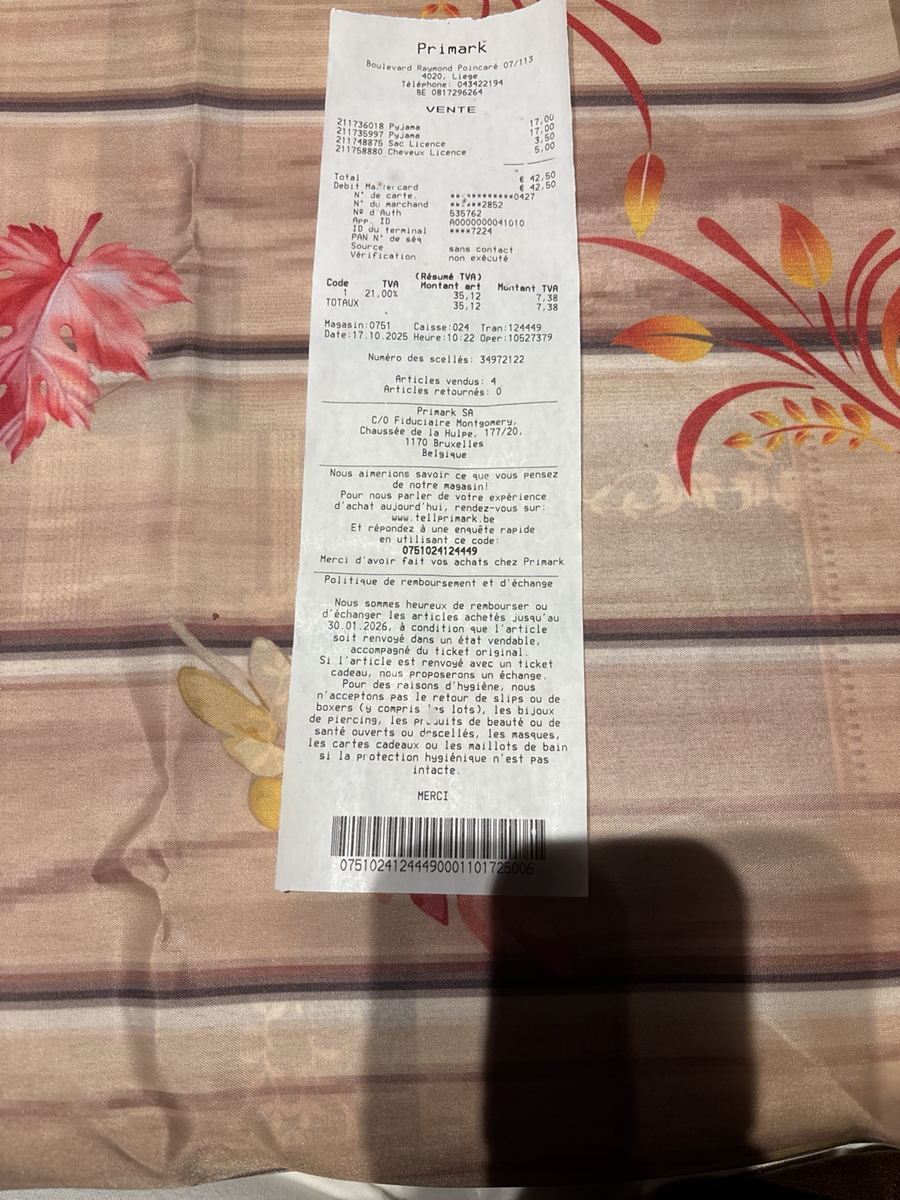 Primark
Boulevard Raymond Poincaré 07/113
4020, Liege
Téléphone: 043422194
BE 0817296264
VENTE
211736018 Pyjama 17,00
211735997 Pyjama 17,00
211748875 Sac Licence 3,50
211758880 Cheveux Licence 5,00
Total € 42,50
Debit Mastercard € 42,50
N° de carte. ************0427
N° du marchand ******2852
Nº d'Auth 535762
App. ID A0000000041010
ID du terminal ****7224
PAN N° de séq
Source sans contact
Vérification non exécuté
(Résumé TVA)
Code TVA Montant art Montant TVA
1 21,00% 35,12 7,38
TOTAUX 35,12 7,38
Magasin:0751 Caisse:024 Tran:124449
Date:17.10.2025 Heure:10:22 Oper:10527379
Numéro des scellés: 34972122
Articles vendus: 4
Articles retournés: 0
Primark SA
C/O Fiduciaire Montgomery,
Chaussée de la Hulpe, 177/20,
1170 Bruxelles
Belgique
Nous aimerions savoir ce que vous pensez
de notre magasin!
Pour nous parler de votre expérience
d'achat aujourd'hui, rendez-vous sur:
www.tellprimark.be
Et répondez à une enquête rapide
en utilisant ce code:
0751024124449
Merci d'avoir fait vos achats chez Primark
Politique de remboursement et d'échange
Nous sommes heureux de rembourser ou
d'échanger les articles achetés jusqu'au
30.01.2026, à condition que l'article
soit renvoyé dans un état vendable,
accompagné du ticket original.
Si l'article est renvoyé avec un ticket
cadeau, nous proposerons un échange.
Pour des raisons d'hygiène, nous
n'acceptons pas le retour de slips ou de
boxers (y compris les lots), les bijoux
de piercing, les produits de beauté ou de
santé ouverts ou descellés, les masques,
les cartes cadeaux ou les maillots de bain
si la protection hygiénique n'est pas
intacte.
MERCI
07510241244490001101725006